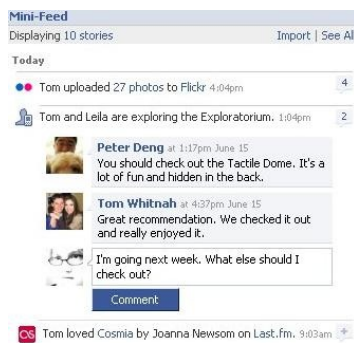 Mini-Feed
Displaying 10 stories Import | See Al
Today
Tom uploaded 27 photos to Flickr 4:04pm 4
Tom and Leila are exploring the Exploratorium. 1:04pm 2
Peter Deng at 1:17pm June 15
You should check out the Tactile Dome. It's a
lot of fun and hidden in the back.
Tom Whitnah at 4:37pm June 15
Great recommendation. We checked it out
and really enjoyed it.
I'm going next week. What else should I
check out?
Comment
Tom loved Cosmia by Joanna Newsom on Last.fm. 9:03am +